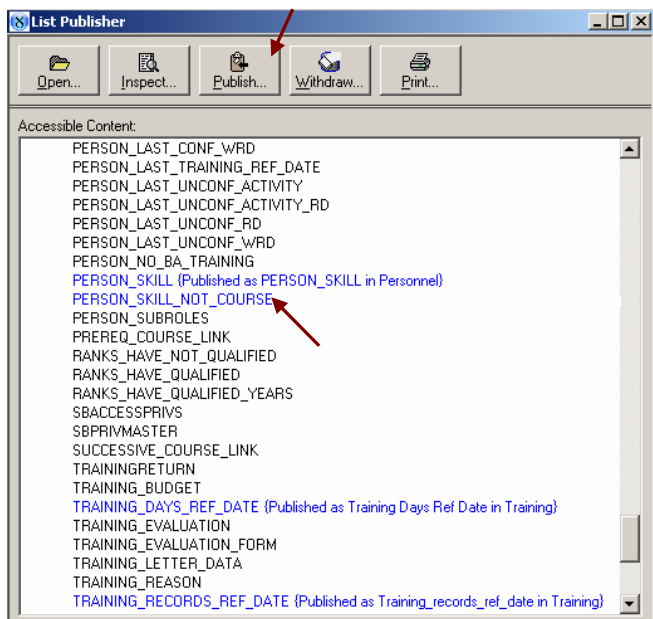 List Publisher
Open... Inspect... Publish... Withdraw... Print...
Accessible Content:
PERSON_LAST_CONF_WRD
PERSON_LAST_TRAINING_REF_DATE
PERSON_LAST_UNCONF_ACTIVITY
PERSON_LAST_UNCONF_ACTIVITY_RD
PERSON_LAST_UNCONF_RD
PERSON_LAST_UNCONF_WRD
PERSON_NO_BA_TRAINING
PERSON_SKILL {Published as PERSON_SKILL in Personnel}
PERSON_SKILL_NOT_COURSE
PERSON_SUBROLES
PREREQ_COURSE_LINK
RANKS_HAVE_NOT_QUALIFIED
RANKS_HAVE_QUALIFIED
RANKS_HAVE_QUALIFIED_YEARS
SBACCESSPRIVS
SBPRIVMASTER
SUCCESSIVE_COURSE_LINK
TRAININGRETURN
TRAINING_BUDGET
TRAINING_DAYS_REF_DATE {Published as Training Days Ref Date in Training}
TRAINING_EVALUATION
TRAINING_EVALUATION_FORM
TRAINING_LETTER_DATA
TRAINING_REASON
TRAINING_RECORDS_REF_DATE {Published as Training_records_ref_date in Training}